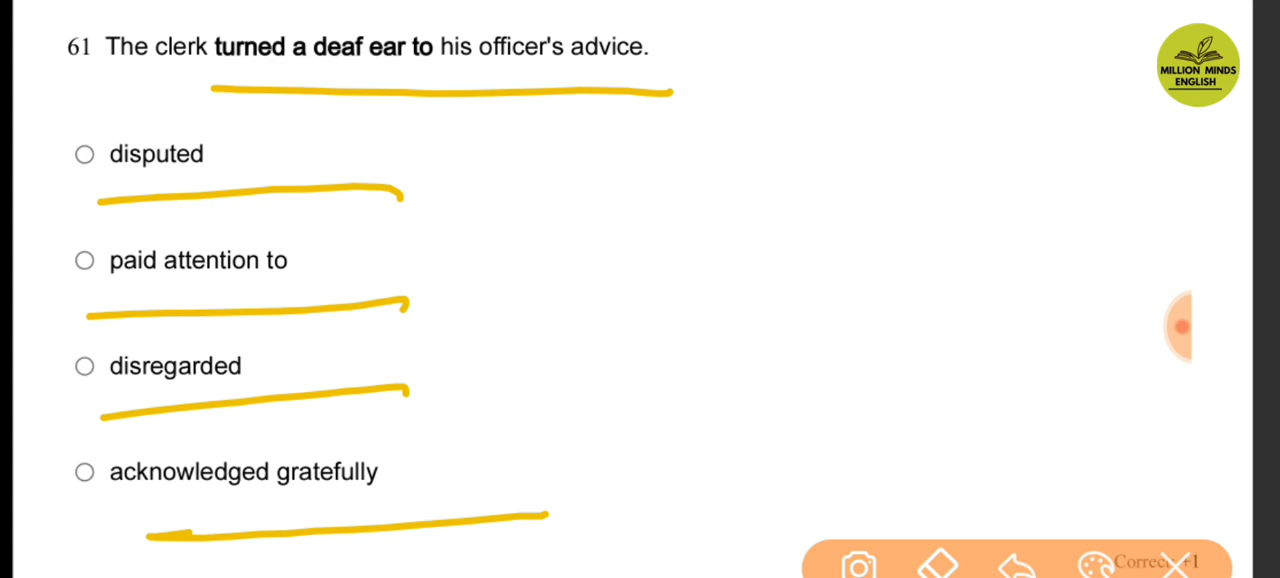 61 The clerk turned a deaf ear to his officer's advice.
MILLION MINDS
ENGLISH
disputed
paid attention to
disregarded
acknowledged gratefully
+1